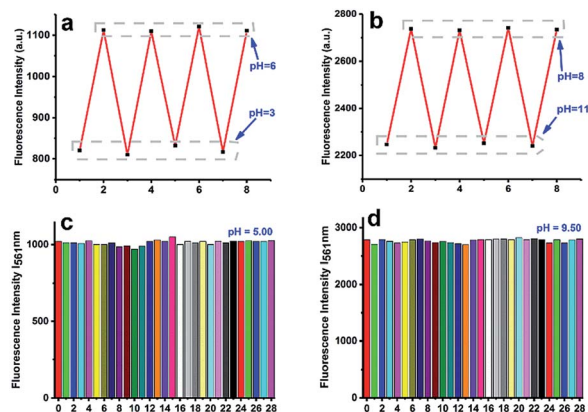 a
Fluorescence Intensity (a.u.)
1100
1000
900
800
0 2 4 6 8
pH=6
pH=3
b
Fluorescence Intensity (a.u.)
2800
2600
2400
2200
0 2 4 6 8
pH=8
pH=11
c
pH = 5.00
Fluorescence Intensity I561nm
1000
500
0
0 2 4 6 8 10 12 14 16 18 20 22 24 26 28
d
pH = 9.50
Fluorescence Intensity I561nm
3000
2000
1000
0
0 2 4 6 8 10 12 14 16 18 20 22 24 26 28